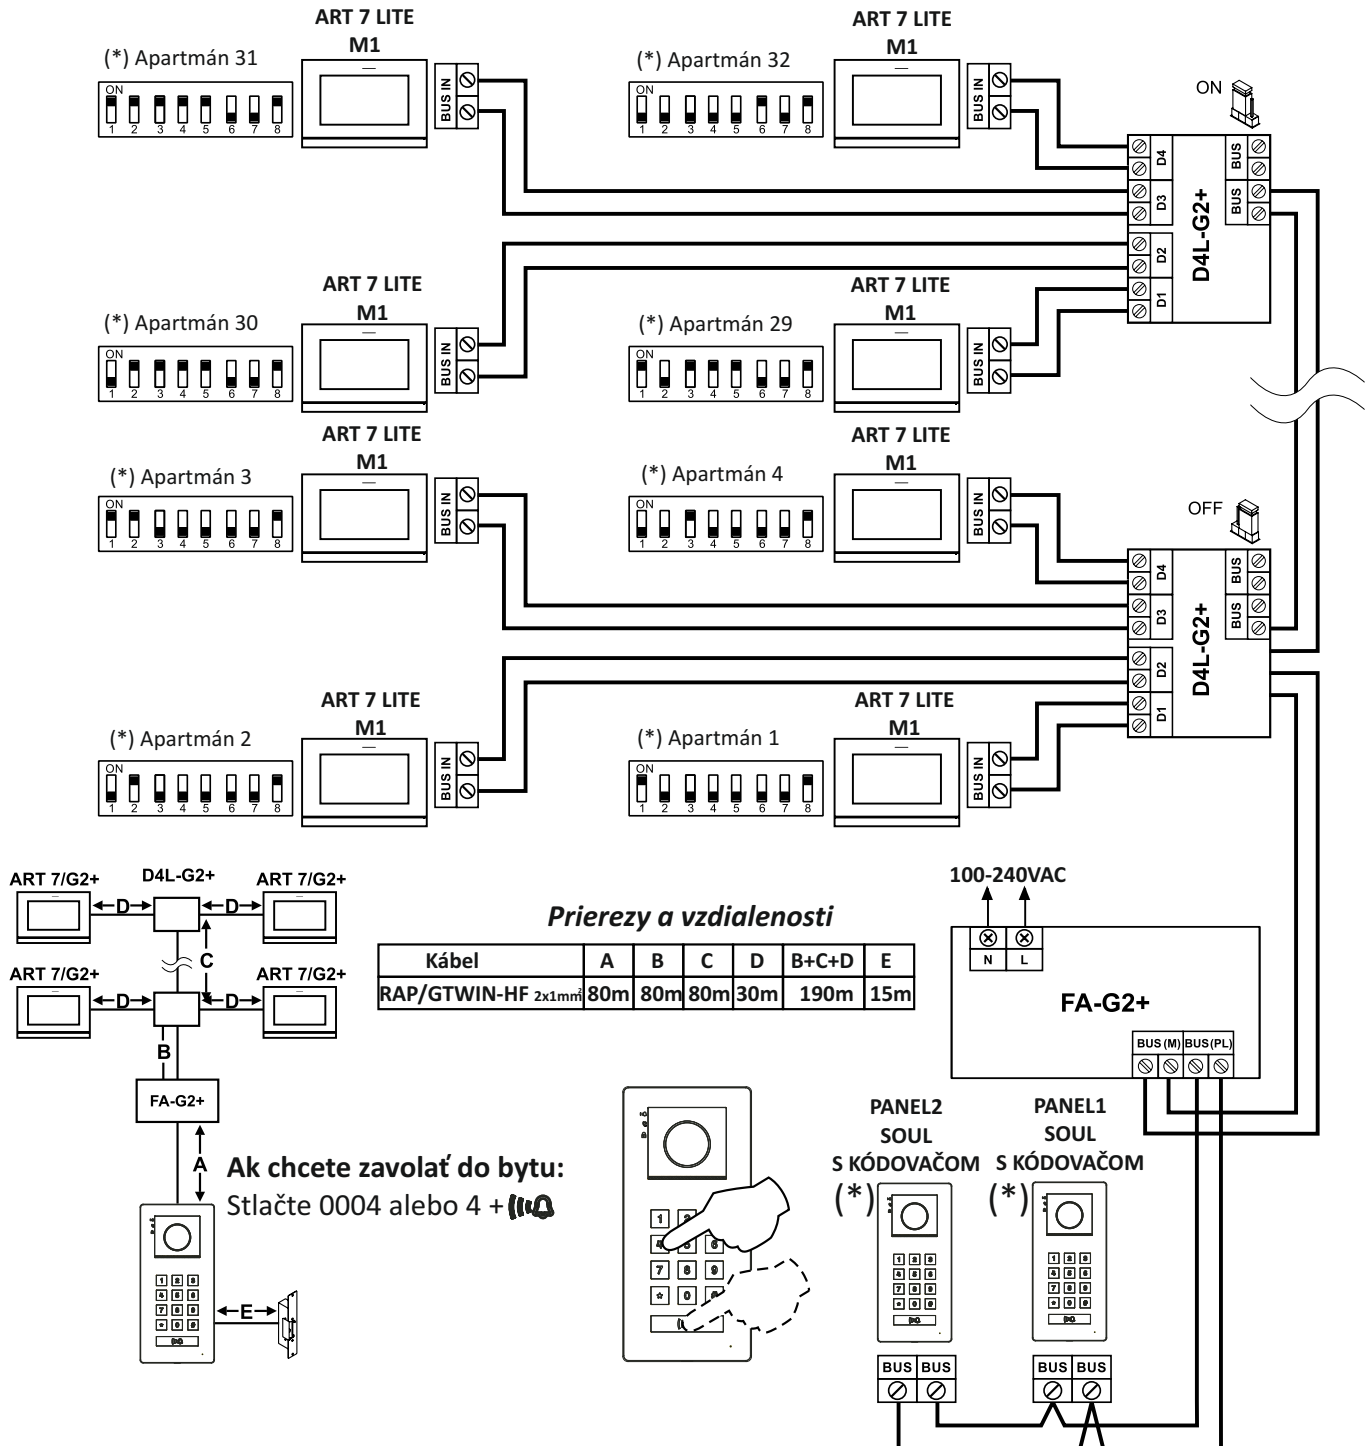 ART 7 LITE
M1
(*) Apartmán 31
ON
1 2 3 4 5 6 7 8
BUS IN
ART 7 LITE
M1
(*) Apartmán 32
ON
1 2 3 4 5 6 7 8
BUS IN
ON
D4
D3
D2
D1
D4L-G2+
BUS
BUS
ART 7 LITE
M1
(*) Apartmán 30
ON
1 2 3 4 5 6 7 8
BUS IN
ART 7 LITE
M1
(*) Apartmán 29
ON
1 2 3 4 5 6 7 8
BUS IN
ART 7 LITE
M1
(*) Apartmán 3
ON
1 2 3 4 5 6 7 8
BUS IN
ART 7 LITE
M1
(*) Apartmán 4
ON
1 2 3 4 5 6 7 8
BUS IN
OFF
D4
D3
D2
D1
D4L-G2+
BUS
BUS
ART 7 LITE
M1
(*) Apartmán 2
ON
1 2 3 4 5 6 7 8
BUS IN
ART 7 LITE
M1
(*) Apartmán 1
ON
1 2 3 4 5 6 7 8
BUS IN
ART 7/G2+ D4L-G2+ ART 7/G2+
D D
C
ART 7/G2+ ART 7/G2+
D D
B
FA-G2+
A
E
Prierezy a vzdialenosti
Kábel A B C D B+C+D E
RAP/GTWIN-HF 2x1mm² 80m 80m 80m 30m 190m 15m
100-240VAC
N L
FA-G2+
BUS (M) BUS (PL)
Ak chcete zavolať do bytu:
Stlačte 0004 alebo 4 +
1
7 8 9
* 0
PANEL2
SOUL
S KÓDOVAČOM
(*)
BUS BUS
PANEL1
SOUL
S KÓDOVAČOM
(*)
BUS BUS